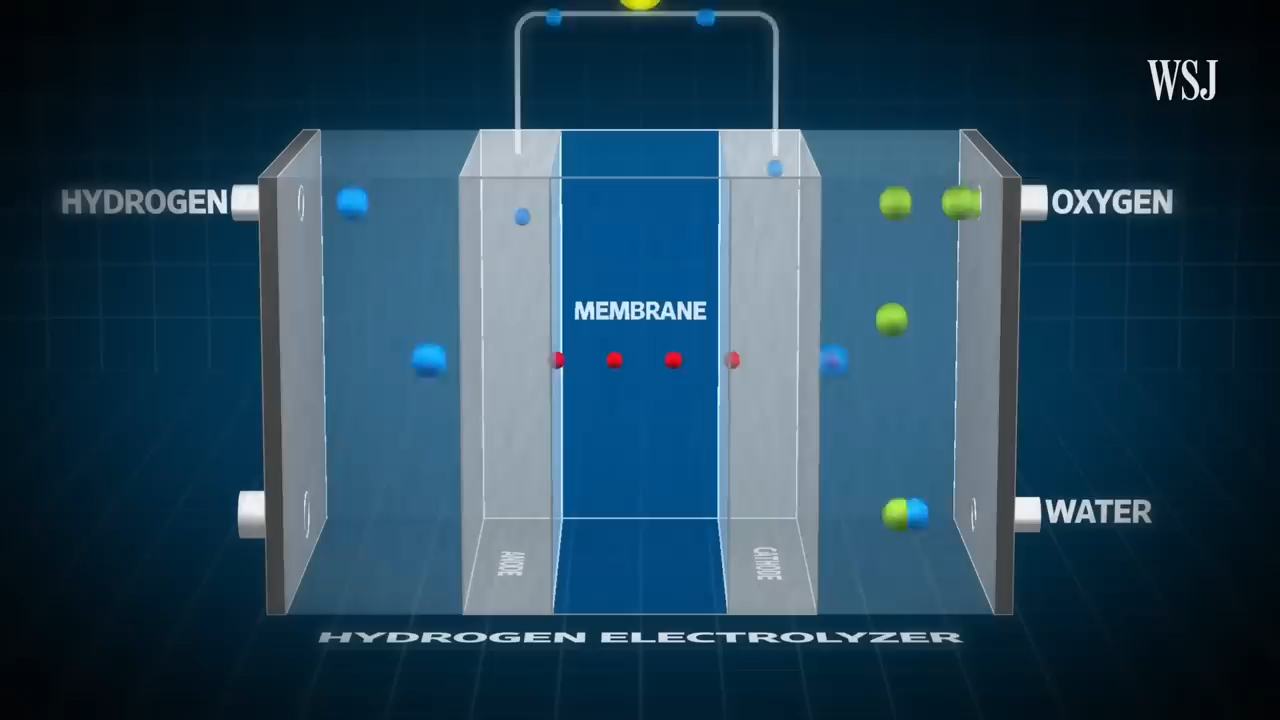 WSJ
HYDROGEN
OXYGEN
MEMBRANE
WATER
ANODE
CATHODE
HYDROGEN ELECTROLYZER